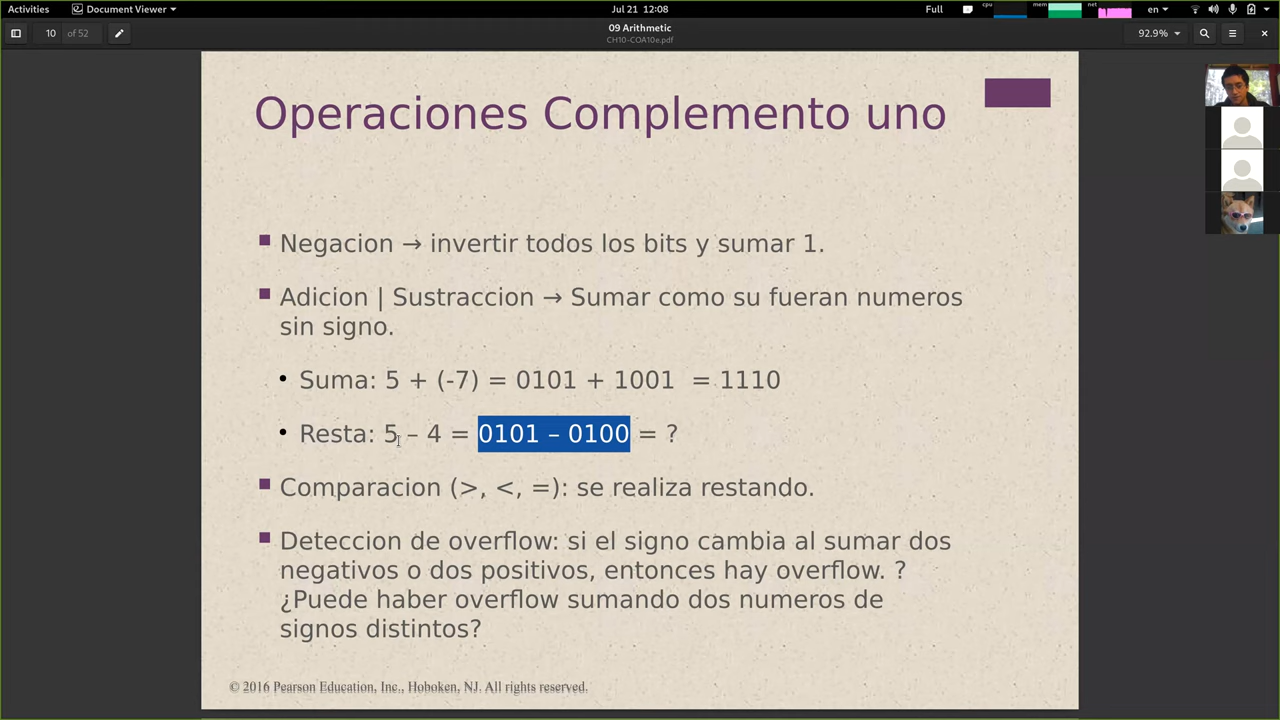 Activities
Document Viewer
Jul 21 12:08
Full
cpu
mem
net
en
10 of 52
09 Arithmetic
CH10-COA10e.pdf
92.9%
Operaciones Complemento uno
Negacion → invertir todos los bits y sumar 1.
Adicion | Sustraccion → Sumar como su fueran numeros
sin signo.
• Suma: 5 + (-7) = 0101 + 1001 = 1110
• Resta: 5 – 4 = 0101 – 0100 = ?
Comparacion (>, <, =): se realiza restando.
Deteccion de overflow: si el signo cambia al sumar dos
negativos o dos positivos, entonces hay overflow. ?
¿Puede haber overflow sumando dos numeros de
signos distintos?
© 2016 Pearson Education, Inc., Hoboken, NJ. All rights reserved.